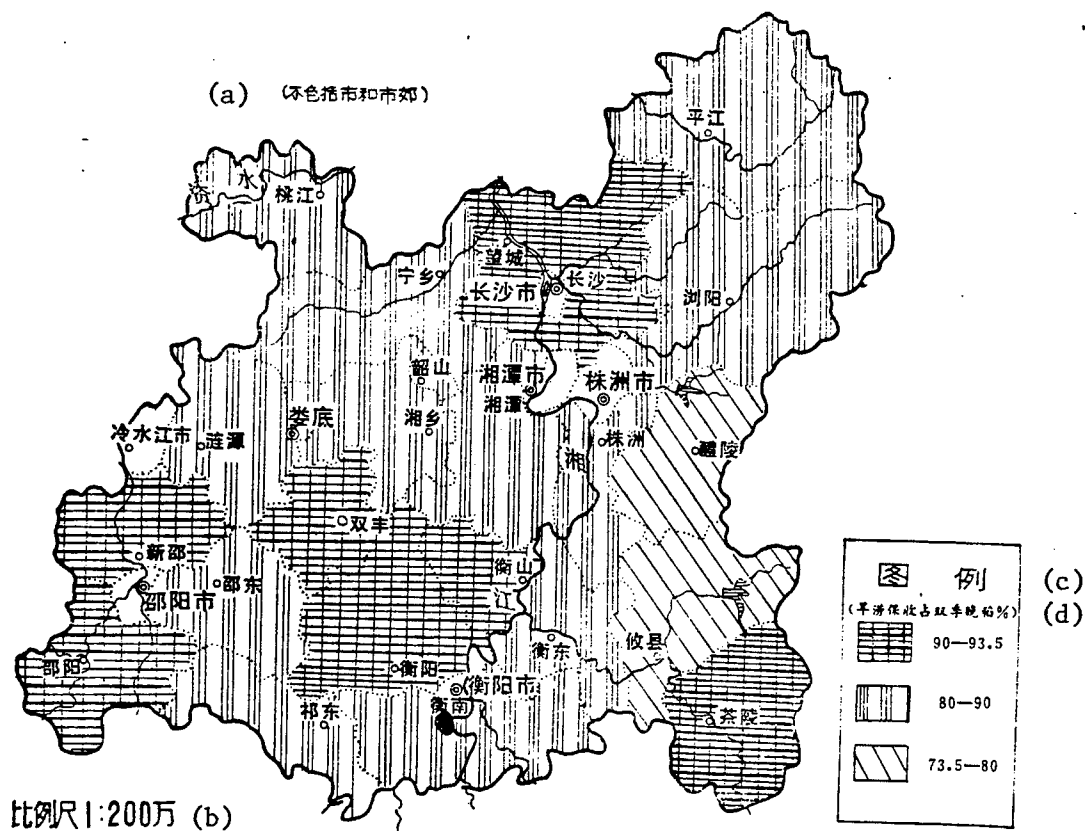 (a) (不包括市和市郊)
平江
资水
桃江
望城
宁乡
长沙
长沙市
浏阳
韶山
湘潭市
株洲市
湘潭
娄底
湘乡
冷水江市
涟源
株洲
湘
醴陵
双丰
新邵
衡山
邵东
江
邵阳市
图 例 (c)
(旱涝保收占双季晚稻%) (d)
90—93.5
80—90
73.5—80
衡东
攸县
邵阳
衡阳
衡阳市
衡南
祁东
茶陵
比例尺1:200万 (b)